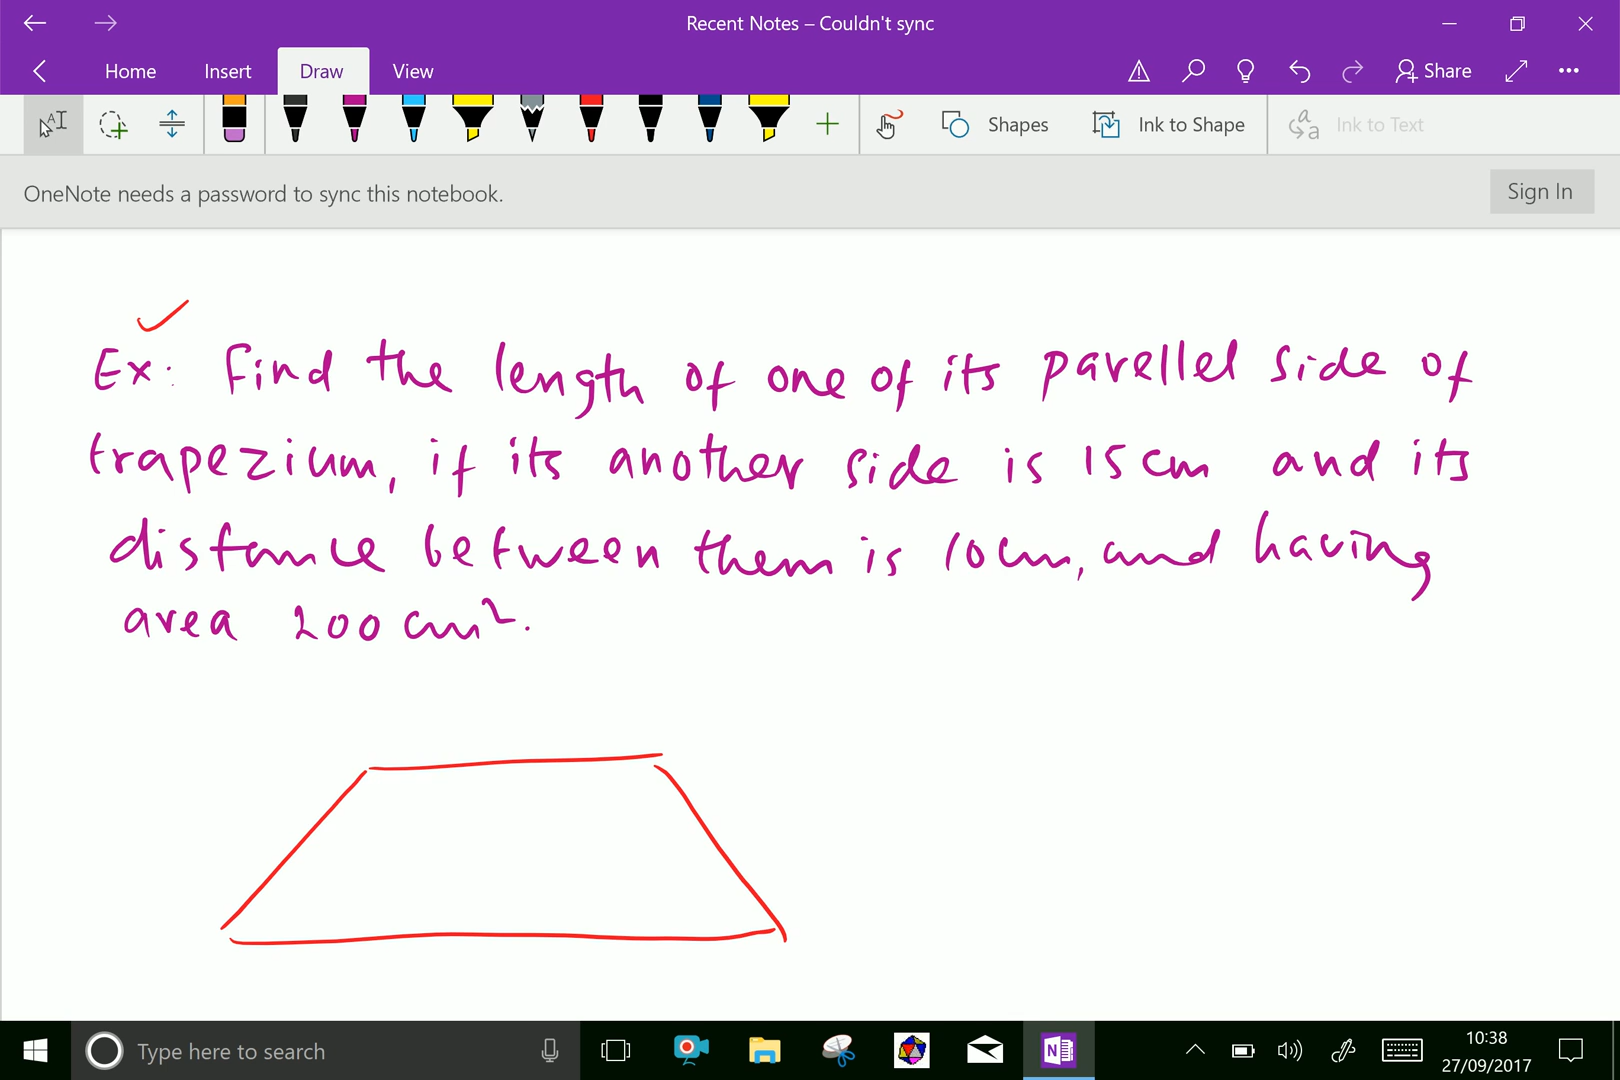 Recent Notes – Couldn't sync
Home Insert Draw View Share
Shapes Ink to Shape Ink to Text
OneNote needs a password to sync this notebook. Sign In
Ex: Find the length of one of its parellel side of
trapezium, if its another side is 15 cm and its
distance between them is 10cm, and having
area 200 cm².
Type here to search
10:38
27/09/2017